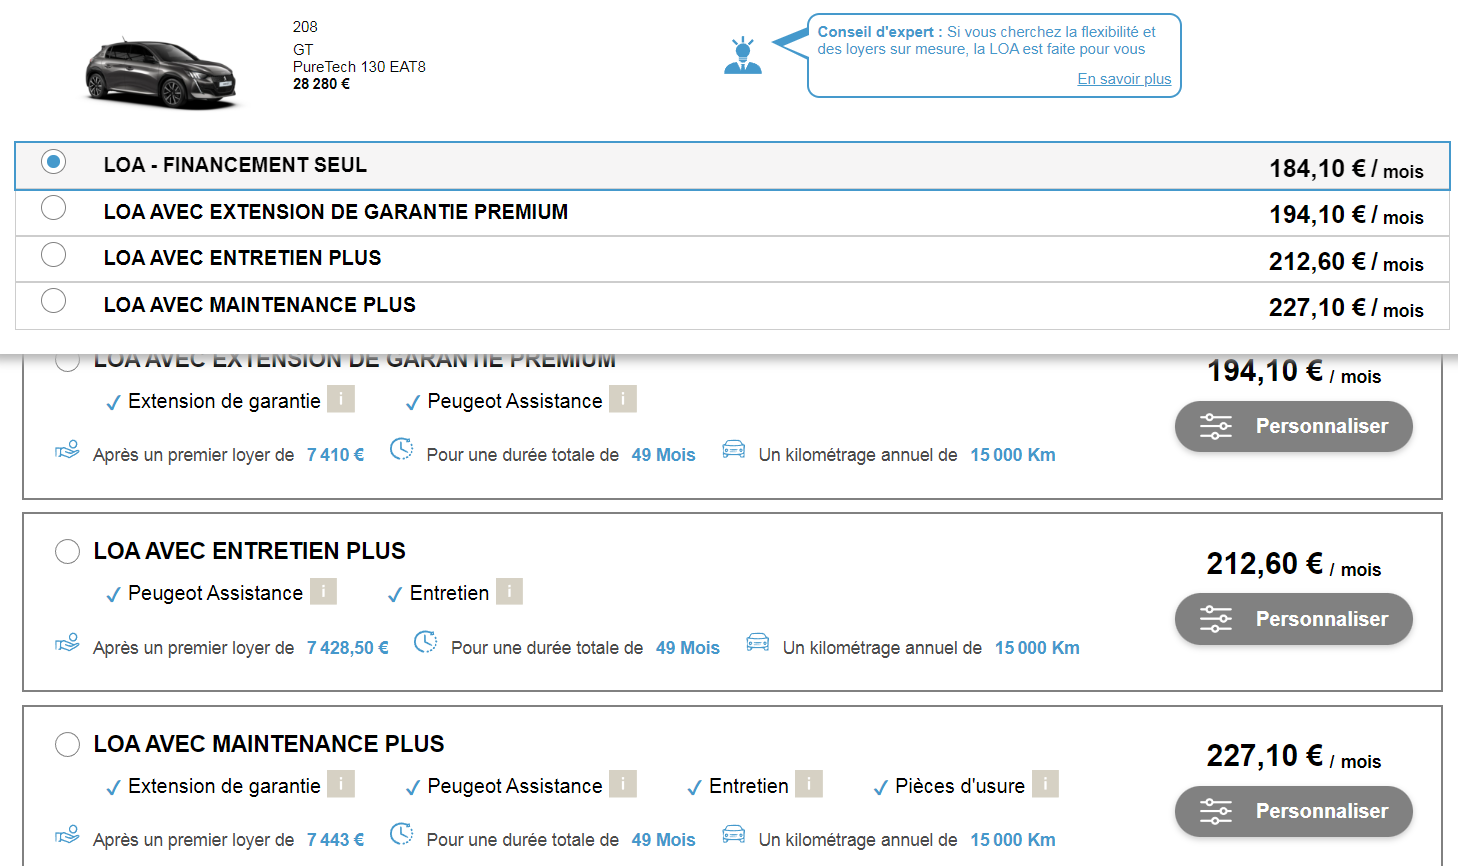 208
GT
PureTech 130 EAT8
28 280 €
Conseil d'expert : Si vous cherchez la flexibilité et
des loyers sur mesure, la LOA est faite pour vous
En savoir plus
LOA - FINANCEMENT SEUL 184,10 € / mois
LOA AVEC EXTENSION DE GARANTIE PREMIUM 194,10 € / mois
LOA AVEC ENTRETIEN PLUS 212,60 € / mois
LOA AVEC MAINTENANCE PLUS 227,10 € / mois
LOA AVEC EXTENSION DE GARANTIE PREMIUM 194,10 € / mois
✓ Extension de garantie i ✓ Peugeot Assistance i
Personnaliser
Après un premier loyer de 7 410 € Pour une durée totale de 49 Mois Un kilométrage annuel de 15 000 Km
LOA AVEC ENTRETIEN PLUS 212,60 € / mois
✓ Peugeot Assistance i ✓ Entretien i
Personnaliser
Après un premier loyer de 7 428,50 € Pour une durée totale de 49 Mois Un kilométrage annuel de 15 000 Km
LOA AVEC MAINTENANCE PLUS 227,10 € / mois
✓ Extension de garantie i ✓ Peugeot Assistance i ✓ Entretien i ✓ Pièces d'usure i
Personnaliser
Après un premier loyer de 7 443 € Pour une durée totale de 49 Mois Un kilométrage annuel de 15 000 Km